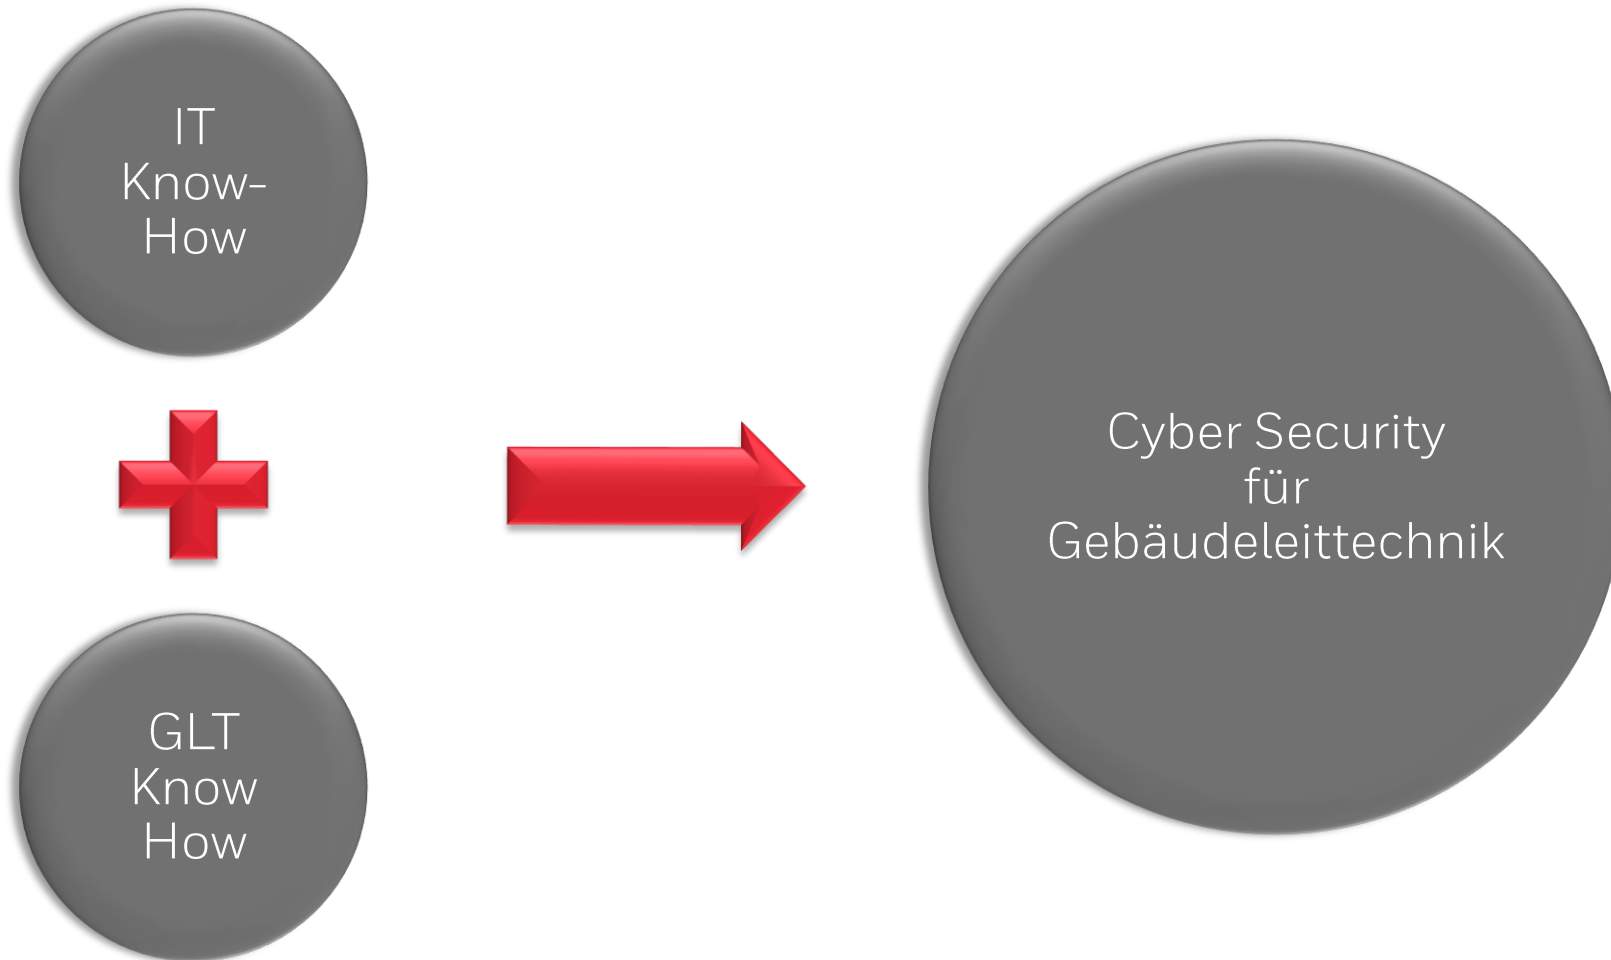 IT
Know-
How
GLT
Know
How
Cyber Security
für
Gebäudeleittechnik